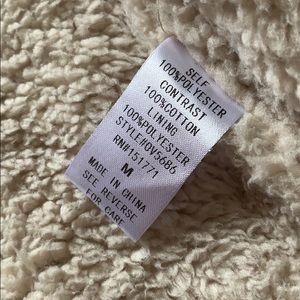 SELF
100%POLYESTER
CONTRAST
100%COTTON
LINING
100%POLYESTER
STYLE#OV5686
RN#151771
M
MADE IN CHINA
SEE REVERSE
FOR CARE